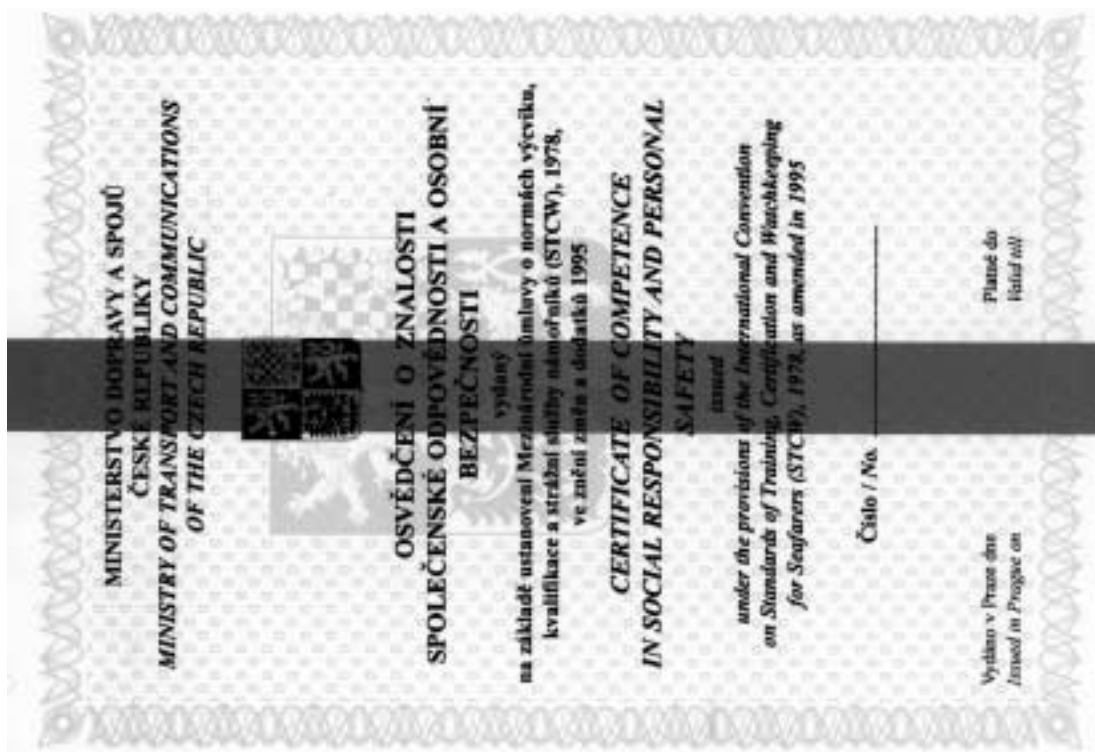 MINISTERSTVO DOPRAVY A SPOJŮ
ČESKÉ REPUBLIKY
MINISTRY OF TRANSPORT AND COMMUNICATIONS
OF THE CZECH REPUBLIC
OSVĚDČENÍ O ZNALOSTI
SPOLEČENSKÉ ODPOVĚDNOSTI A OSOBNÍ
BEZPEČNOSTI
vydaný
na základě ustanovení Mezinárodní úmluvy o normách výcviku,
kvalifikace a strážní služby námořníků (STCW), 1978,
ve znění změn a dodatků 1995
CERTIFICATE OF COMPETENCE
IN SOCIAL RESPONSIBILITY AND PERSONAL
SAFETY
issued
under the provisions of the International Convention
on Standards of Training, Certification and Watchkeeping
for Seafarers (STCW), 1978, as amended in 1995
Číslo / No.
Vydáno v Praze dne
Issued in Prague on
Platné do
Valid till